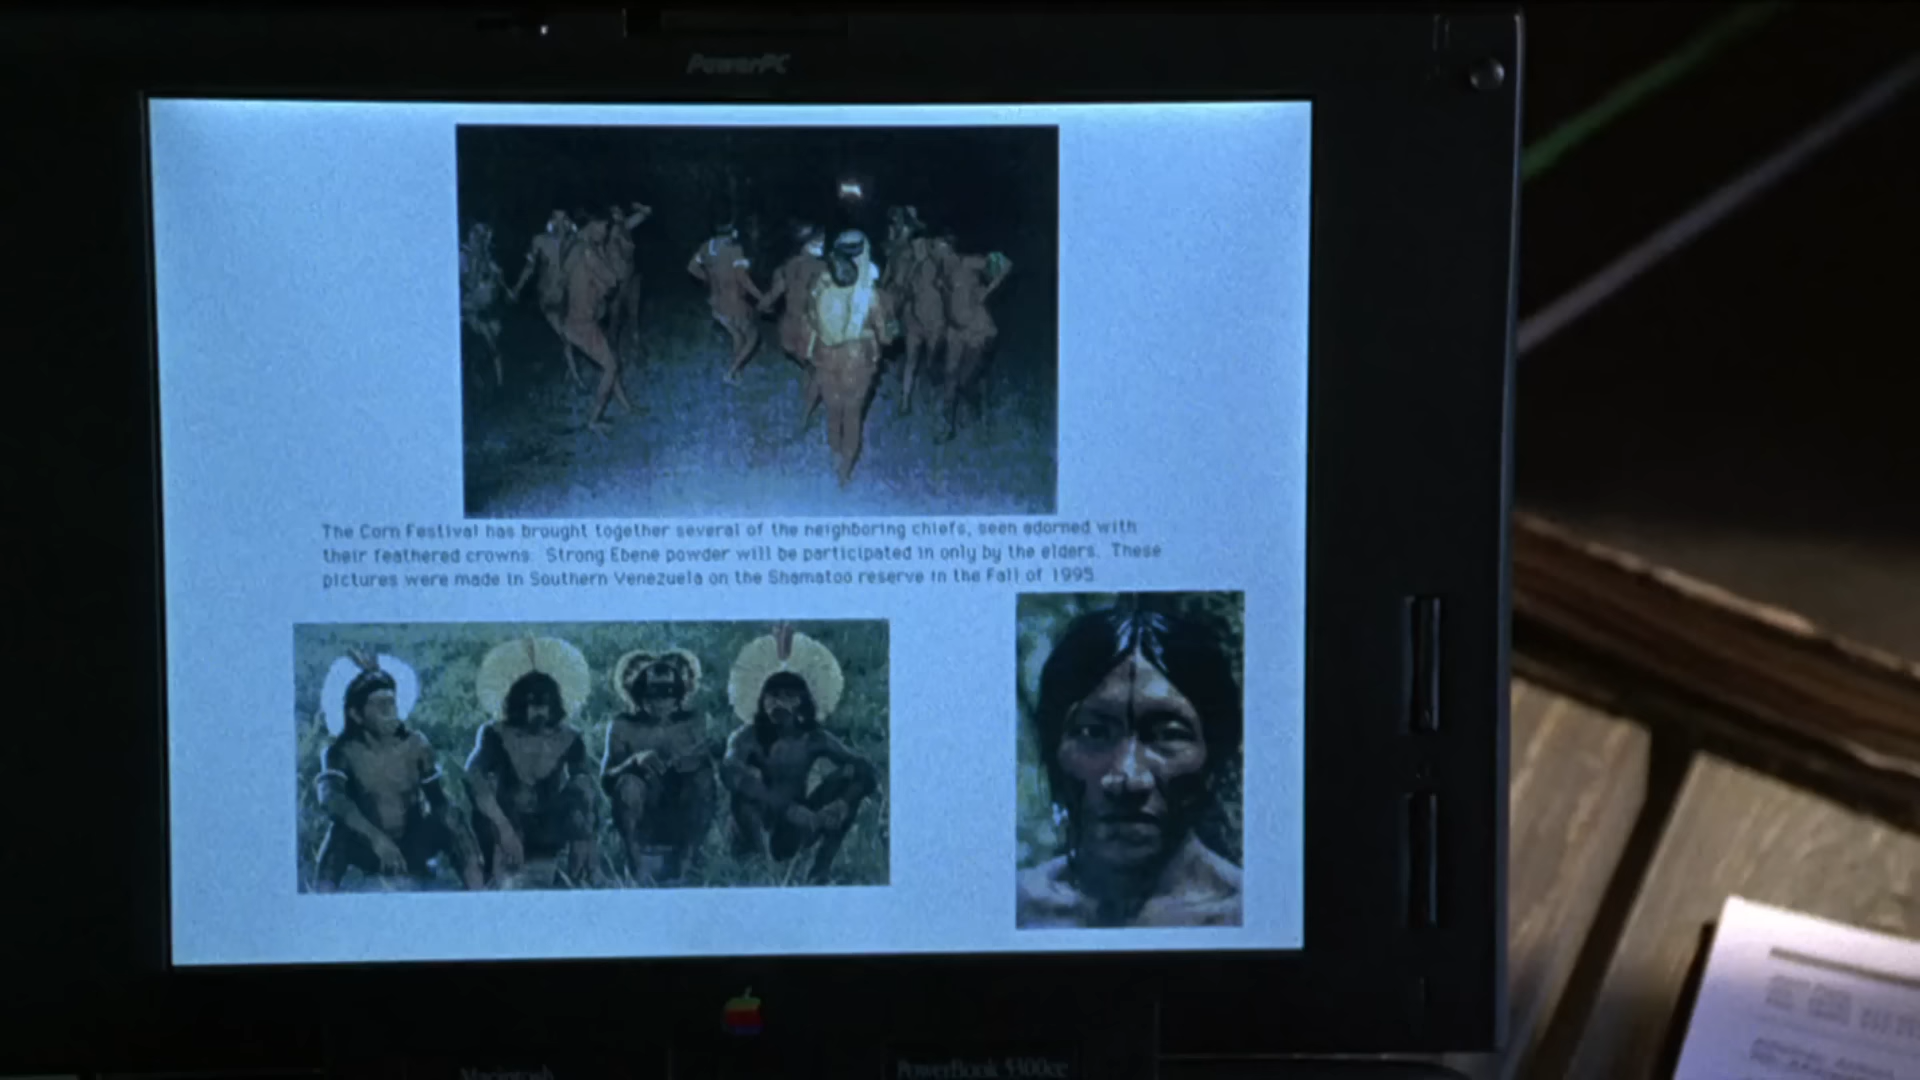 PowerPC
The Corn Festival has brought together several of the neighboring chiefs, seen adorned with
their feathered crowns. Strong Ebene powder will be participated in only by the elders. These
pictures were made in Southern Venezuela on the Shamatoo reserve in the Fall of 1995
Macintosh
PowerBook 5300ce